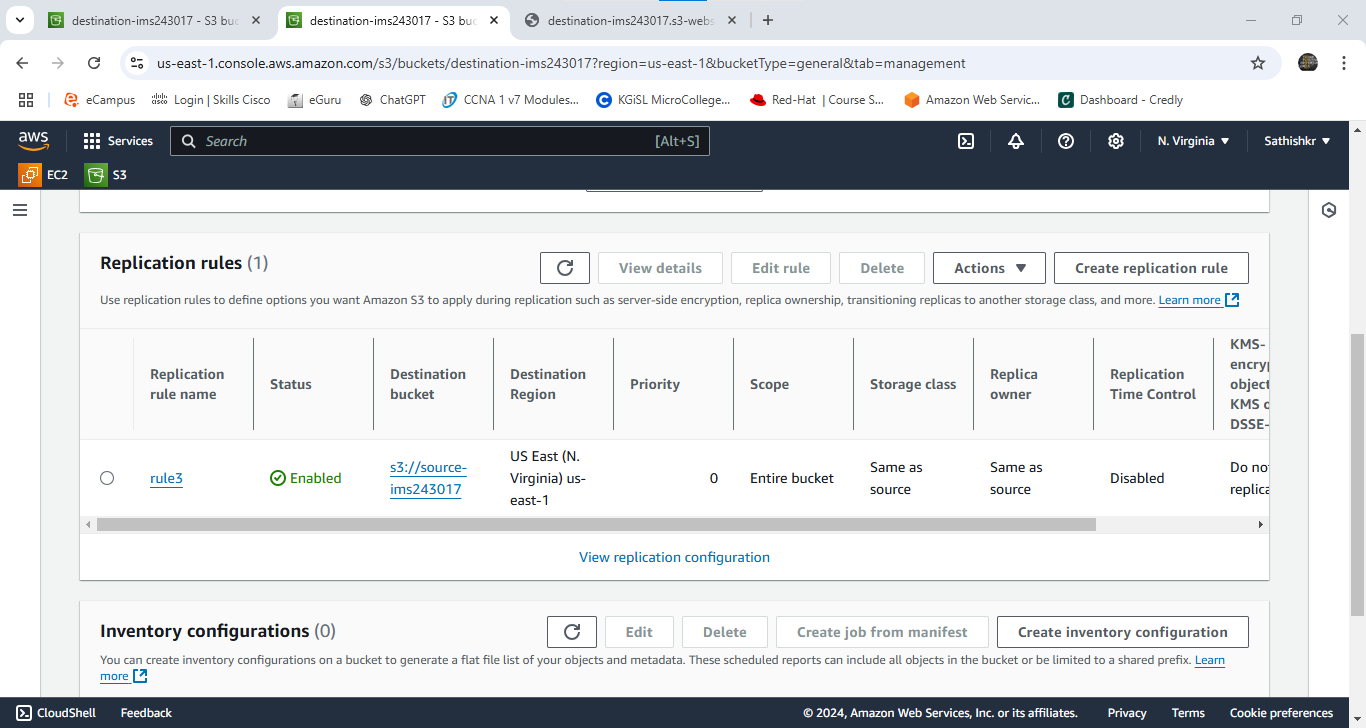 destination-ims243017 - S3 buc
destination-ims243017 - S3 buc
destination-ims243017.s3-webs
us-east-1.console.aws.amazon.com/s3/buckets/destination-ims243017?region=us-east-1&bucketType=general&tab=management
eCampus
Login | Skills Cisco
eGuru
ChatGPT
CCNA 1 v7 Modules...
KGiSL MicroCollege...
Red-Hat | Course S...
Amazon Web Servic...
Dashboard - Credly
aws
Services
Search
[Alt+S]
N. Virginia
Sathishkr
EC2
S3
Replication rules (1)
View details
Edit rule
Delete
Actions
Create replication rule
Use replication rules to define options you want Amazon S3 to apply during replication such as server-side encryption, replica ownership, transitioning replicas to another storage class, and more. Learn more
Replication
rule name
Status
Destination
bucket
Destination
Region
Priority
Scope
Storage class
Replica
owner
Replication
Time Control
KMS-
encryp
object
KMS o
DSSE-
rule3
Enabled
s3://source-
ims243017
US East (N.
Virginia) us-
east-1
0
Entire bucket
Same as
source
Same as
source
Disabled
Do no
replica
View replication configuration
Inventory configurations (0)
Edit
Delete
Create job from manifest
Create inventory configuration
You can create inventory configurations on a bucket to generate a flat file list of your objects and metadata. These scheduled reports can include all objects in the bucket or be limited to a shared prefix. Learn
more
CloudShell
Feedback
© 2024, Amazon Web Services, Inc. or its affiliates.
Privacy
Terms
Cookie preferences